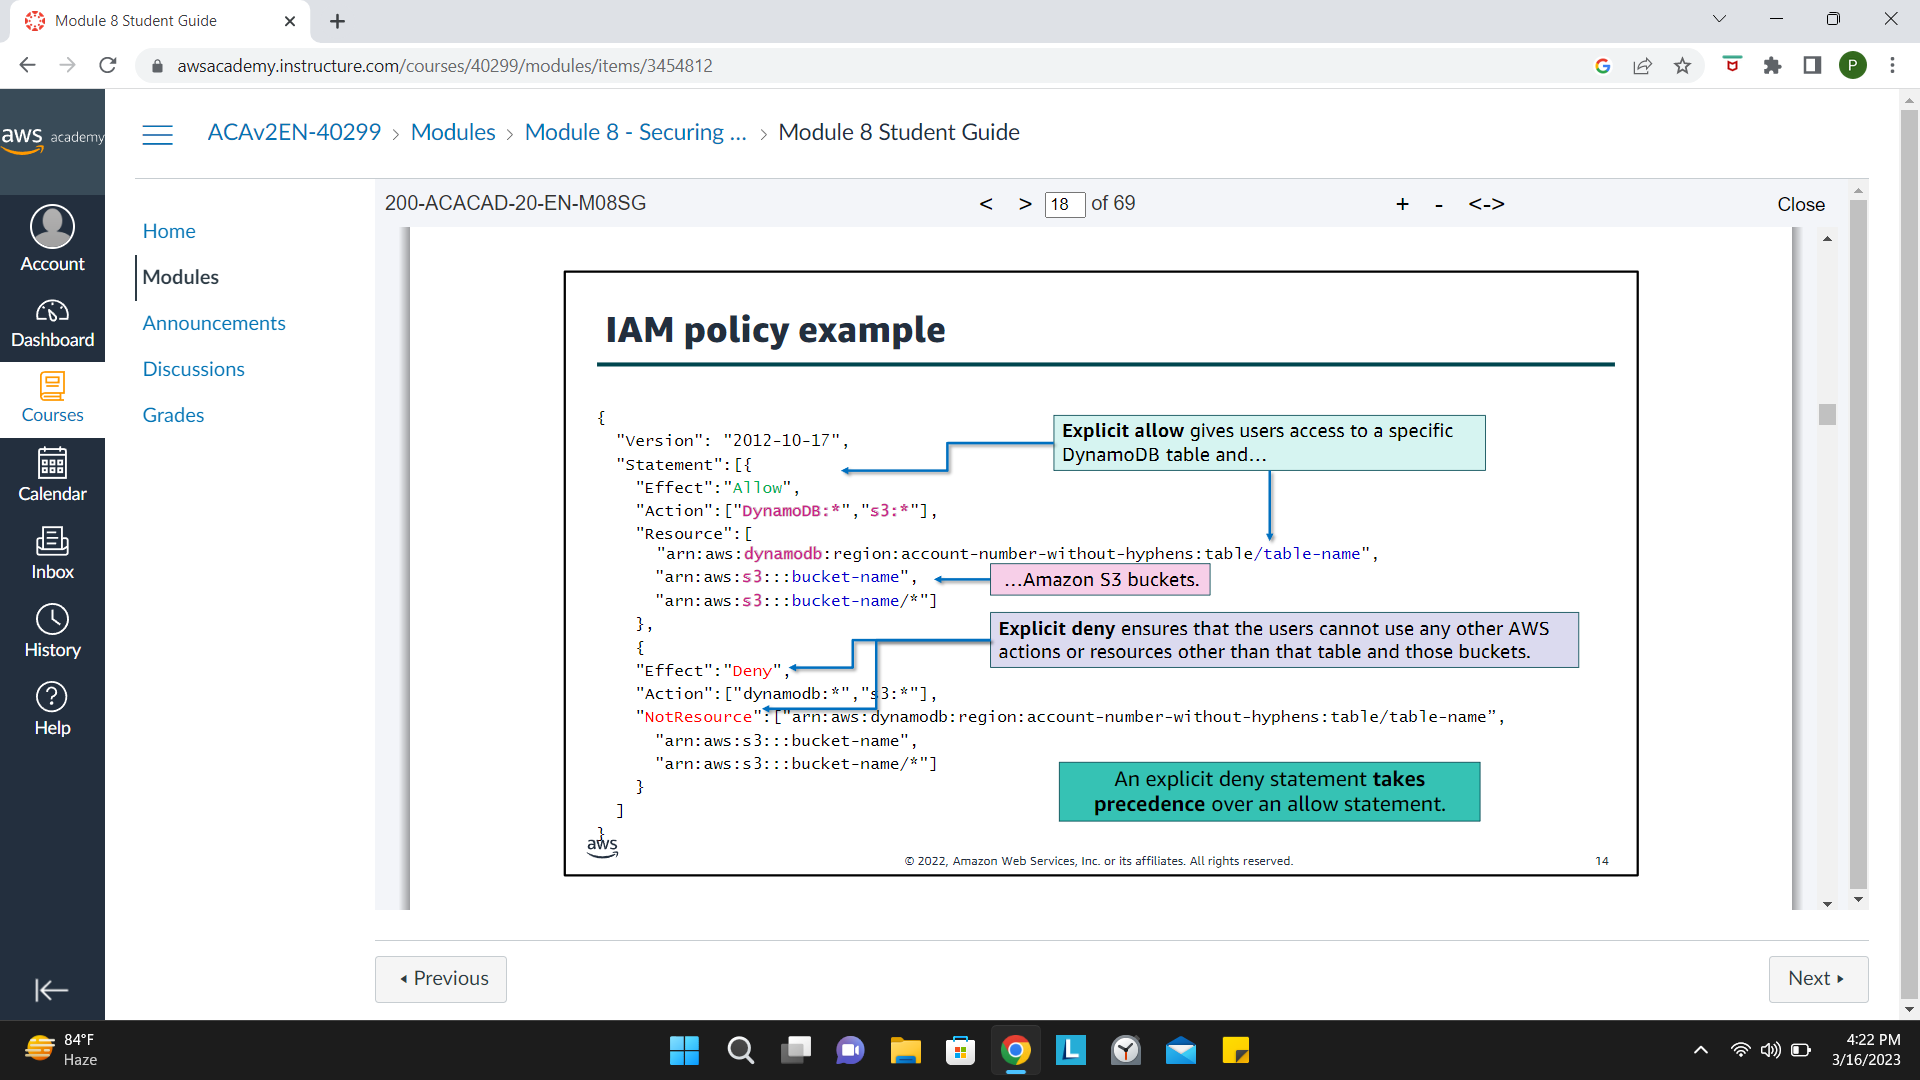 Module 8 Student Guide
awsacademy.instructure.com/courses/40299/modules/items/3454812
P
aws academy
ACAv2EN-40299 > Modules > Module 8 - Securing ... > Module 8 Student Guide
Account
Dashboard
Courses
Calendar
Inbox
History
Help
Home
Modules
Announcements
Discussions
Grades
200-ACACAD-20-EN-M08SG
< > 18 of 69
+ - <->
Close
IAM policy example
{
"Version": "2012-10-17",
"Statement":[{
"Effect":"Allow",
"Action":["DynamoDB:*","s3:*"],
"Resource":[
"arn:aws:dynamodb:region:account-number-without-hyphens:table/table-name",
"arn:aws:s3:::bucket-name",
"arn:aws:s3:::bucket-name/*"]
},
{
"Effect":"Deny",
"Action":["dynamodb:*","s3:*"],
"NotResource":["arn:aws:dynamodb:region:account-number-without-hyphens:table/table-name”,
"arn:aws:s3:::bucket-name",
"arn:aws:s3:::bucket-name/*"]
}
]
}
Explicit allow gives users access to a specific
DynamoDB table and...
...Amazon S3 buckets.
Explicit deny ensures that the users cannot use any other AWS
actions or resources other than that table and those buckets.
An explicit deny statement takes
precedence over an allow statement.
aws
© 2022, Amazon Web Services, Inc. or its affiliates. All rights reserved.
14
Previous
Next
84°F
Haze
L
4:22 PM
3/16/2023